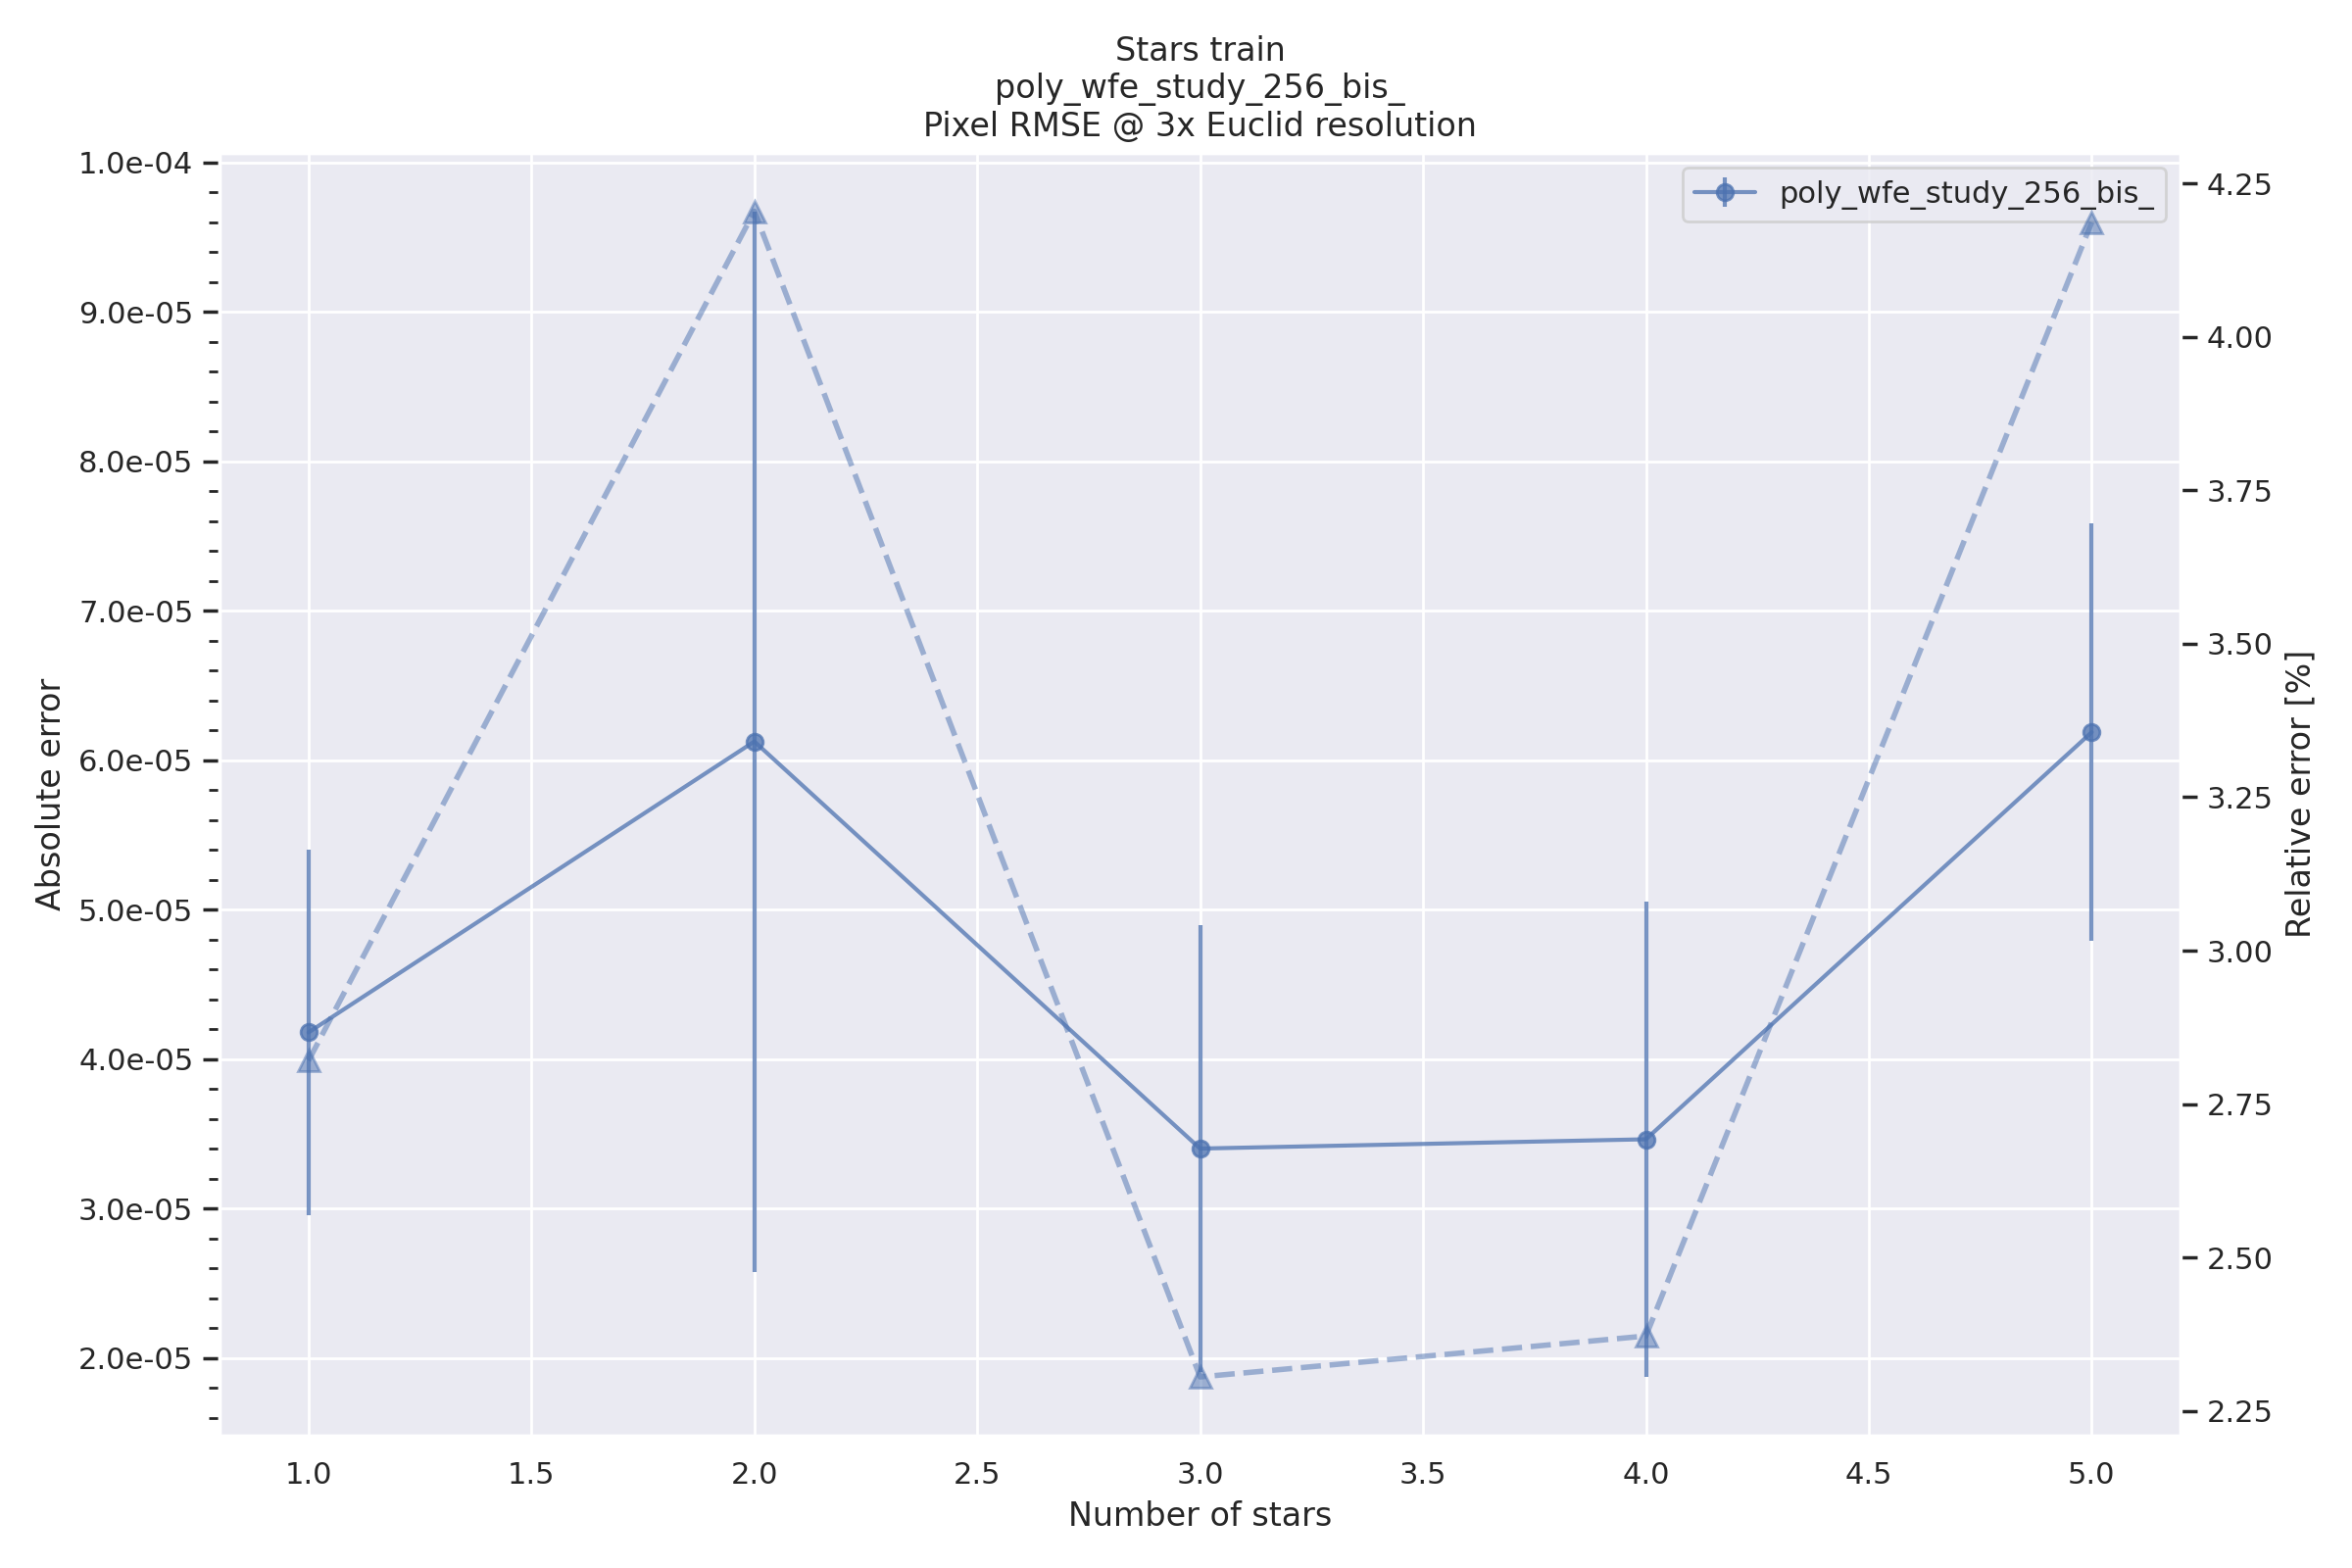 Stars train
poly_wfe_study_256_bis_
Pixel RMSE @ 3x Euclid resolution
poly_wfe_study_256_bis_
Absolute error
1.0e-04
9.0e-05
8.0e-05
7.0e-05
6.0e-05
5.0e-05
4.0e-05
3.0e-05
2.0e-05
4.25
4.00
3.75
3.50
3.25
3.00
2.75
2.50
2.25
Relative error [%]
1.0 1.5 2.0 2.5 3.0 3.5 4.0 4.5 5.0
Number of stars